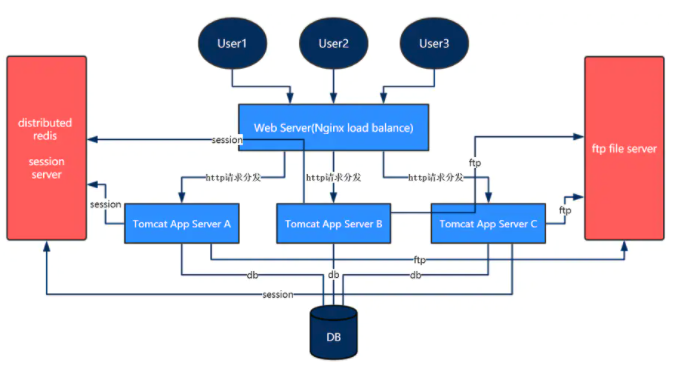 User1
User2
User3
Web Server(Nginx load balance)
distributed
redis
session
server
ftp file server
session
ftp
http请求分发
http请求分发
http请求分发
session
ftp
Tomcat App Server A
Tomcat App Server B
Tomcat App Server C
ftp
db
db
db
session
DB